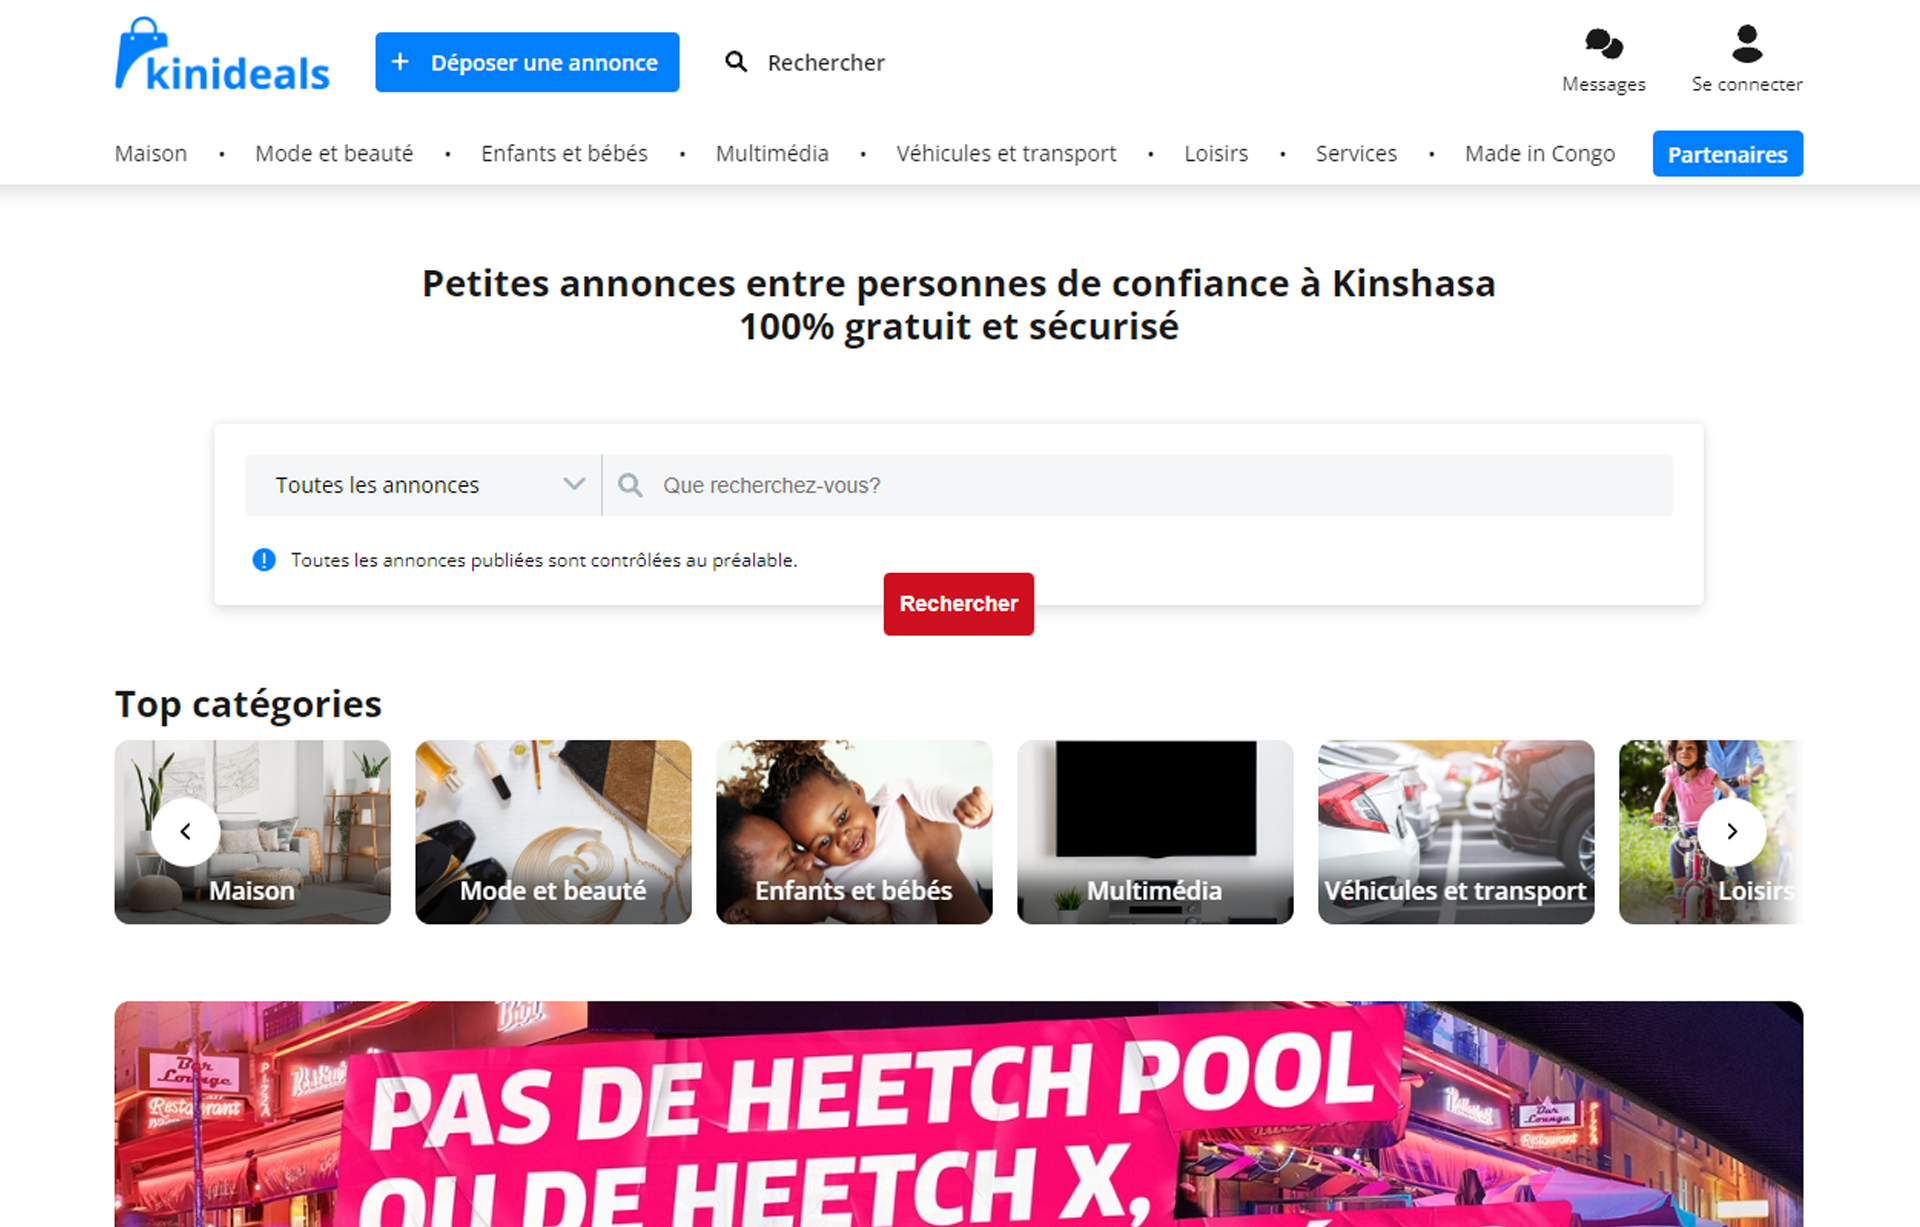 kinideals
+ Déposer une annonce
Rechercher
Messages
Se connecter
Maison • Mode et beauté • Enfants et bébés • Multimédia • Véhicules et transport • Loisirs • Services • Made in Congo
Partenaires
Petites annonces entre personnes de confiance à Kinshasa
100% gratuit et sécurisé
Toutes les annonces
Que recherchez-vous?
Toutes les annonces publiées sont contrôlées au préalable.
Rechercher
Top catégories
Maison
Mode et beauté
Enfants et bébés
Multimédia
Véhicules et transport
Loisirs
Bar
Lounge
Restaurant
PIZZA
PAS DE HEETCH POOL
OU DE HEETCH X,
Bar
Lounge
Restaurant